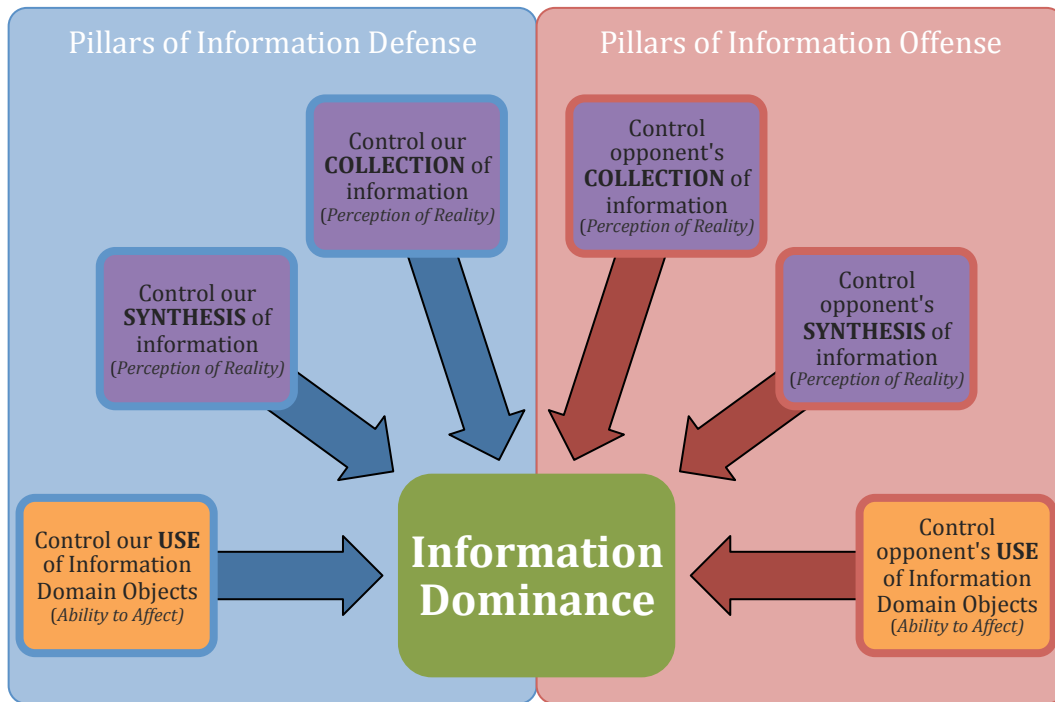 Pillars of Information Defense
Control our
COLLECTION of
information
(Perception of Reality)
Control our
SYNTHESIS of
information
(Perception of Reality)
Control our USE
of Information
Domain Objects
(Ability to Affect)
Pillars of Information Offense
Control
opponent's
COLLECTION of
information
(Perception of Reality)
Control
opponent's
SYNTHESIS of
information
(Perception of Reality)
Control
opponent's USE
of Information
Domain Objects
(Ability to Affect)
Information
Dominance